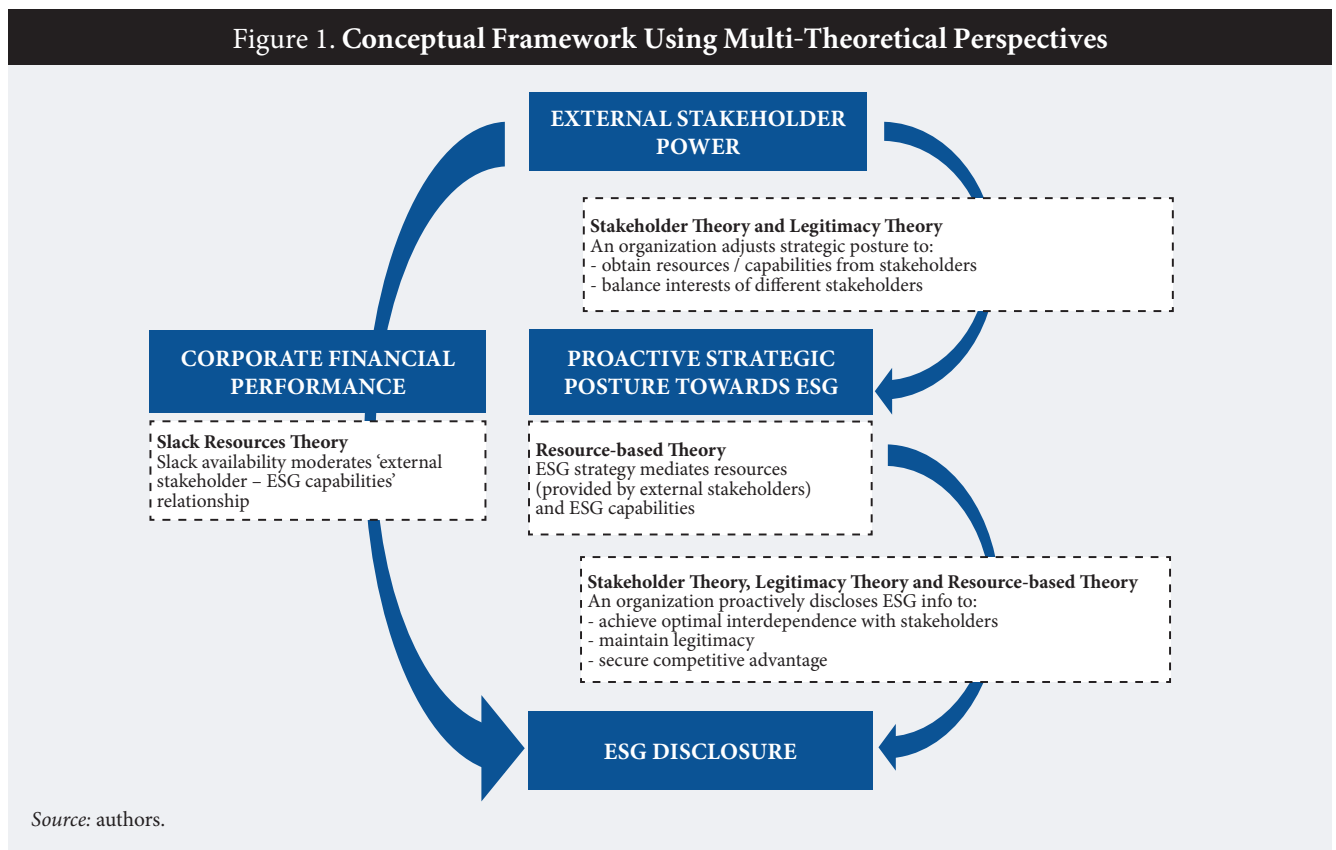 Figure 1. Conceptual Framework Using Multi-Theoretical Perspectives
EXTERNAL STAKEHOLDER
POWER
Stakeholder Theory and Legitimacy Theory
An organization adjusts strategic posture to:
- obtain resources / capabilities from stakeholders
- balance interests of different stakeholders
CORPORATE FINANCIAL
PERFORMANCE
Slack Resources Theory
Slack availability moderates ‘external
stakeholder – ESG capabilities’
relationship
PROACTIVE STRATEGIC
POSTURE TOWARDS ESG
Resource-based Theory
ESG strategy mediates resources
(provided by external stakeholders)
and ESG capabilities
Stakeholder Theory, Legitimacy Theory and Resource-based Theory
An organization proactively discloses ESG info to:
- achieve optimal interdependence with stakeholders
- maintain legitimacy
- secure competitive advantage
ESG DISCLOSURE
Source: authors.